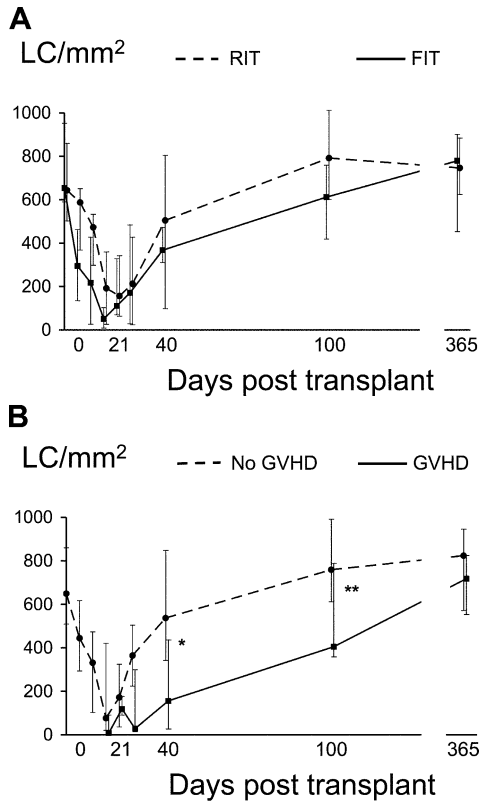 A
LC/mm²
RIT FIT
1000
800
600
400
200
0
0 21 40 100 365
Days post transplant
B
LC/mm²
No GVHD GVHD
1000
800
600
400
200
0
*
**
0 21 40 100 365
Days post transplant